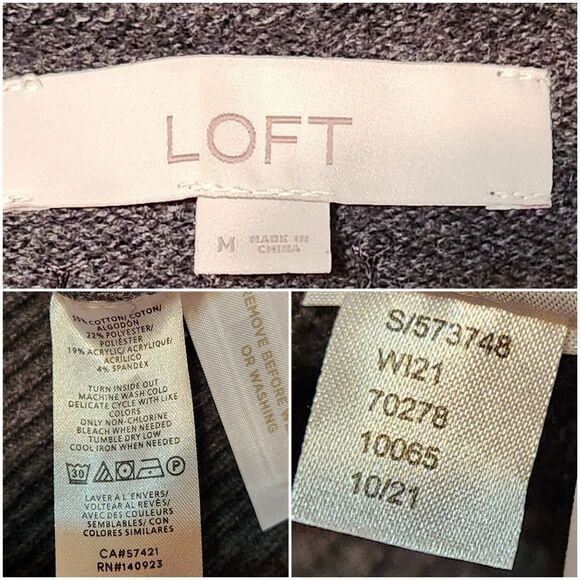 LOFT
M
MADE IN
CHINA
55% COTTON/COTON/
ALGODÓN
22% POLYESTER/
POLIÉSTER
19% ACRYLIC/ACRYLIQUE/
ACRÍLICO
4% SPANDEX
TURN INSIDE OUT
MACHINE WASH COLD
DELICATE CYCLE WITH LIKE
COLORS
ONLY NON-CHLORINE
BLEACH WHEN NEEDED
TUMBLE DRY LOW
COOL IRON WHEN NEEDED
30
P
LAVER À L'ENVERS/
VOLTEAR AL REVÉS/
AVEC DES COULEURS
SEMBLABLES/ CON
COLORES SIMILARES
CA#57421
RN#140923
REMOVE BEFORE
OR WASHING
S/573748
WI21
70278
10065
10/21